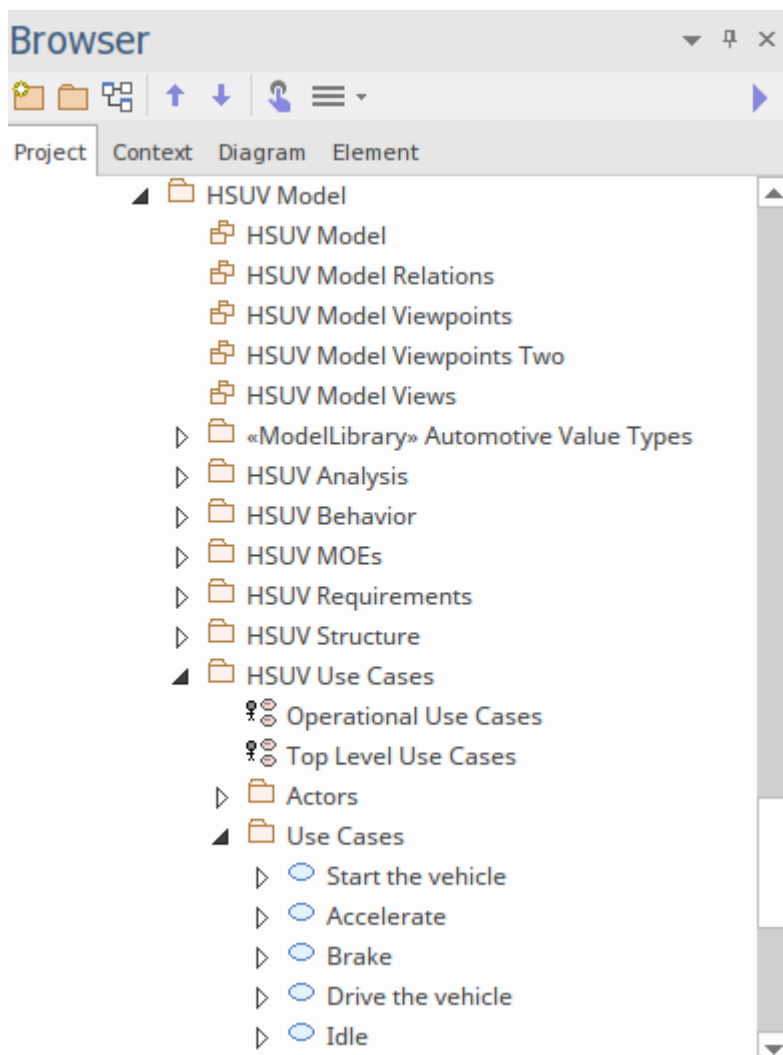 Browser
Project Context Diagram Element
HSUV Model
HSUV Model
HSUV Model Relations
HSUV Model Viewpoints
HSUV Model Viewpoints Two
HSUV Model Views
«ModelLibrary» Automotive Value Types
HSUV Analysis
HSUV Behavior
HSUV MOEs
HSUV Requirements
HSUV Structure
HSUV Use Cases
Operational Use Cases
Top Level Use Cases
Actors
Use Cases
Start the vehicle
Accelerate
Brake
Drive the vehicle
Idle